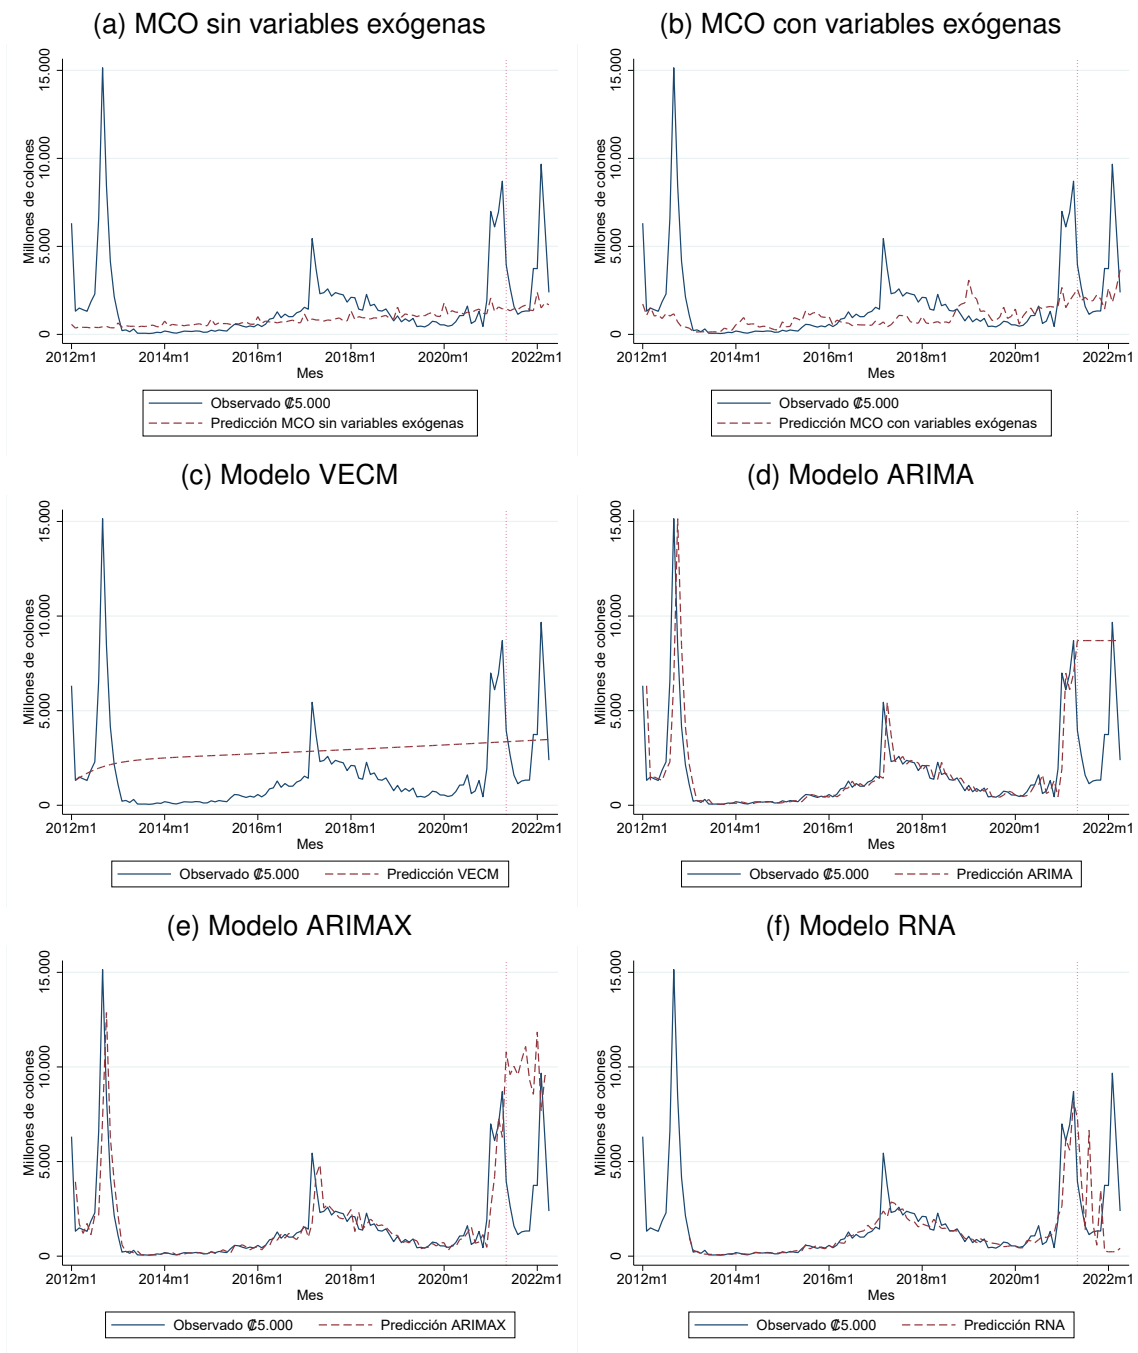 (a) MCO sin variables exógenas
15.000
10.000
5.000
0
Millones de colones
2012m1 2014m1 2016m1 2018m1 2020m1 2022m1
Mes
Observado ₡5.000
Predicción MCO sin variables exógenas
(b) MCO con variables exógenas
15.000
10.000
5.000
0
Millones de colones
2012m1 2014m1 2016m1 2018m1 2020m1 2022m1
Mes
Observado ₡5.000
Predicción MCO con variables exógenas
(c) Modelo VECM
15.000
10.000
5.000
0
Millones de colones
2012m1 2014m1 2016m1 2018m1 2020m1 2022m1
Mes
Observado ₡5.000 Predicción VECM
(d) Modelo ARIMA
15.000
10.000
5.000
0
Millones de colones
2012m1 2014m1 2016m1 2018m1 2020m1 2022m1
Mes
Observado ₡5.000 Predicción ARIMA
(e) Modelo ARIMAX
15.000
10.000
5.000
0
Millones de colones
2012m1 2014m1 2016m1 2018m1 2020m1 2022m1
Mes
Observado ₡5.000 Predicción ARIMAX
(f) Modelo RNA
15.000
10.000
5.000
0
Millones de colones
2012m1 2014m1 2016m1 2018m1 2020m1 2022m1
Mes
Observado ₡5.000 Predicción RNA